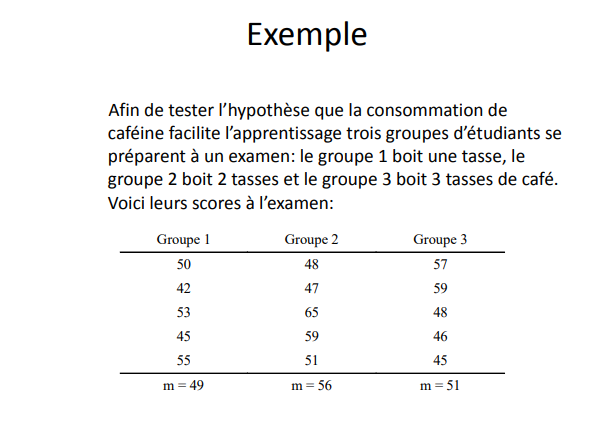 Exemple
Afin de tester l’hypothèse que la consommation de
caféine facilite l’apprentissage trois groupes d’étudiants se
préparent à un examen: le groupe 1 boit une tasse, le
groupe 2 boit 2 tasses et le groupe 3 boit 3 tasses de café.
Voici leurs scores à l’examen:
Groupe 1 Groupe 2 Groupe 3
50 48 57
42 47 59
53 65 48
45 59 46
55 51 45
m = 49 m = 56 m = 51